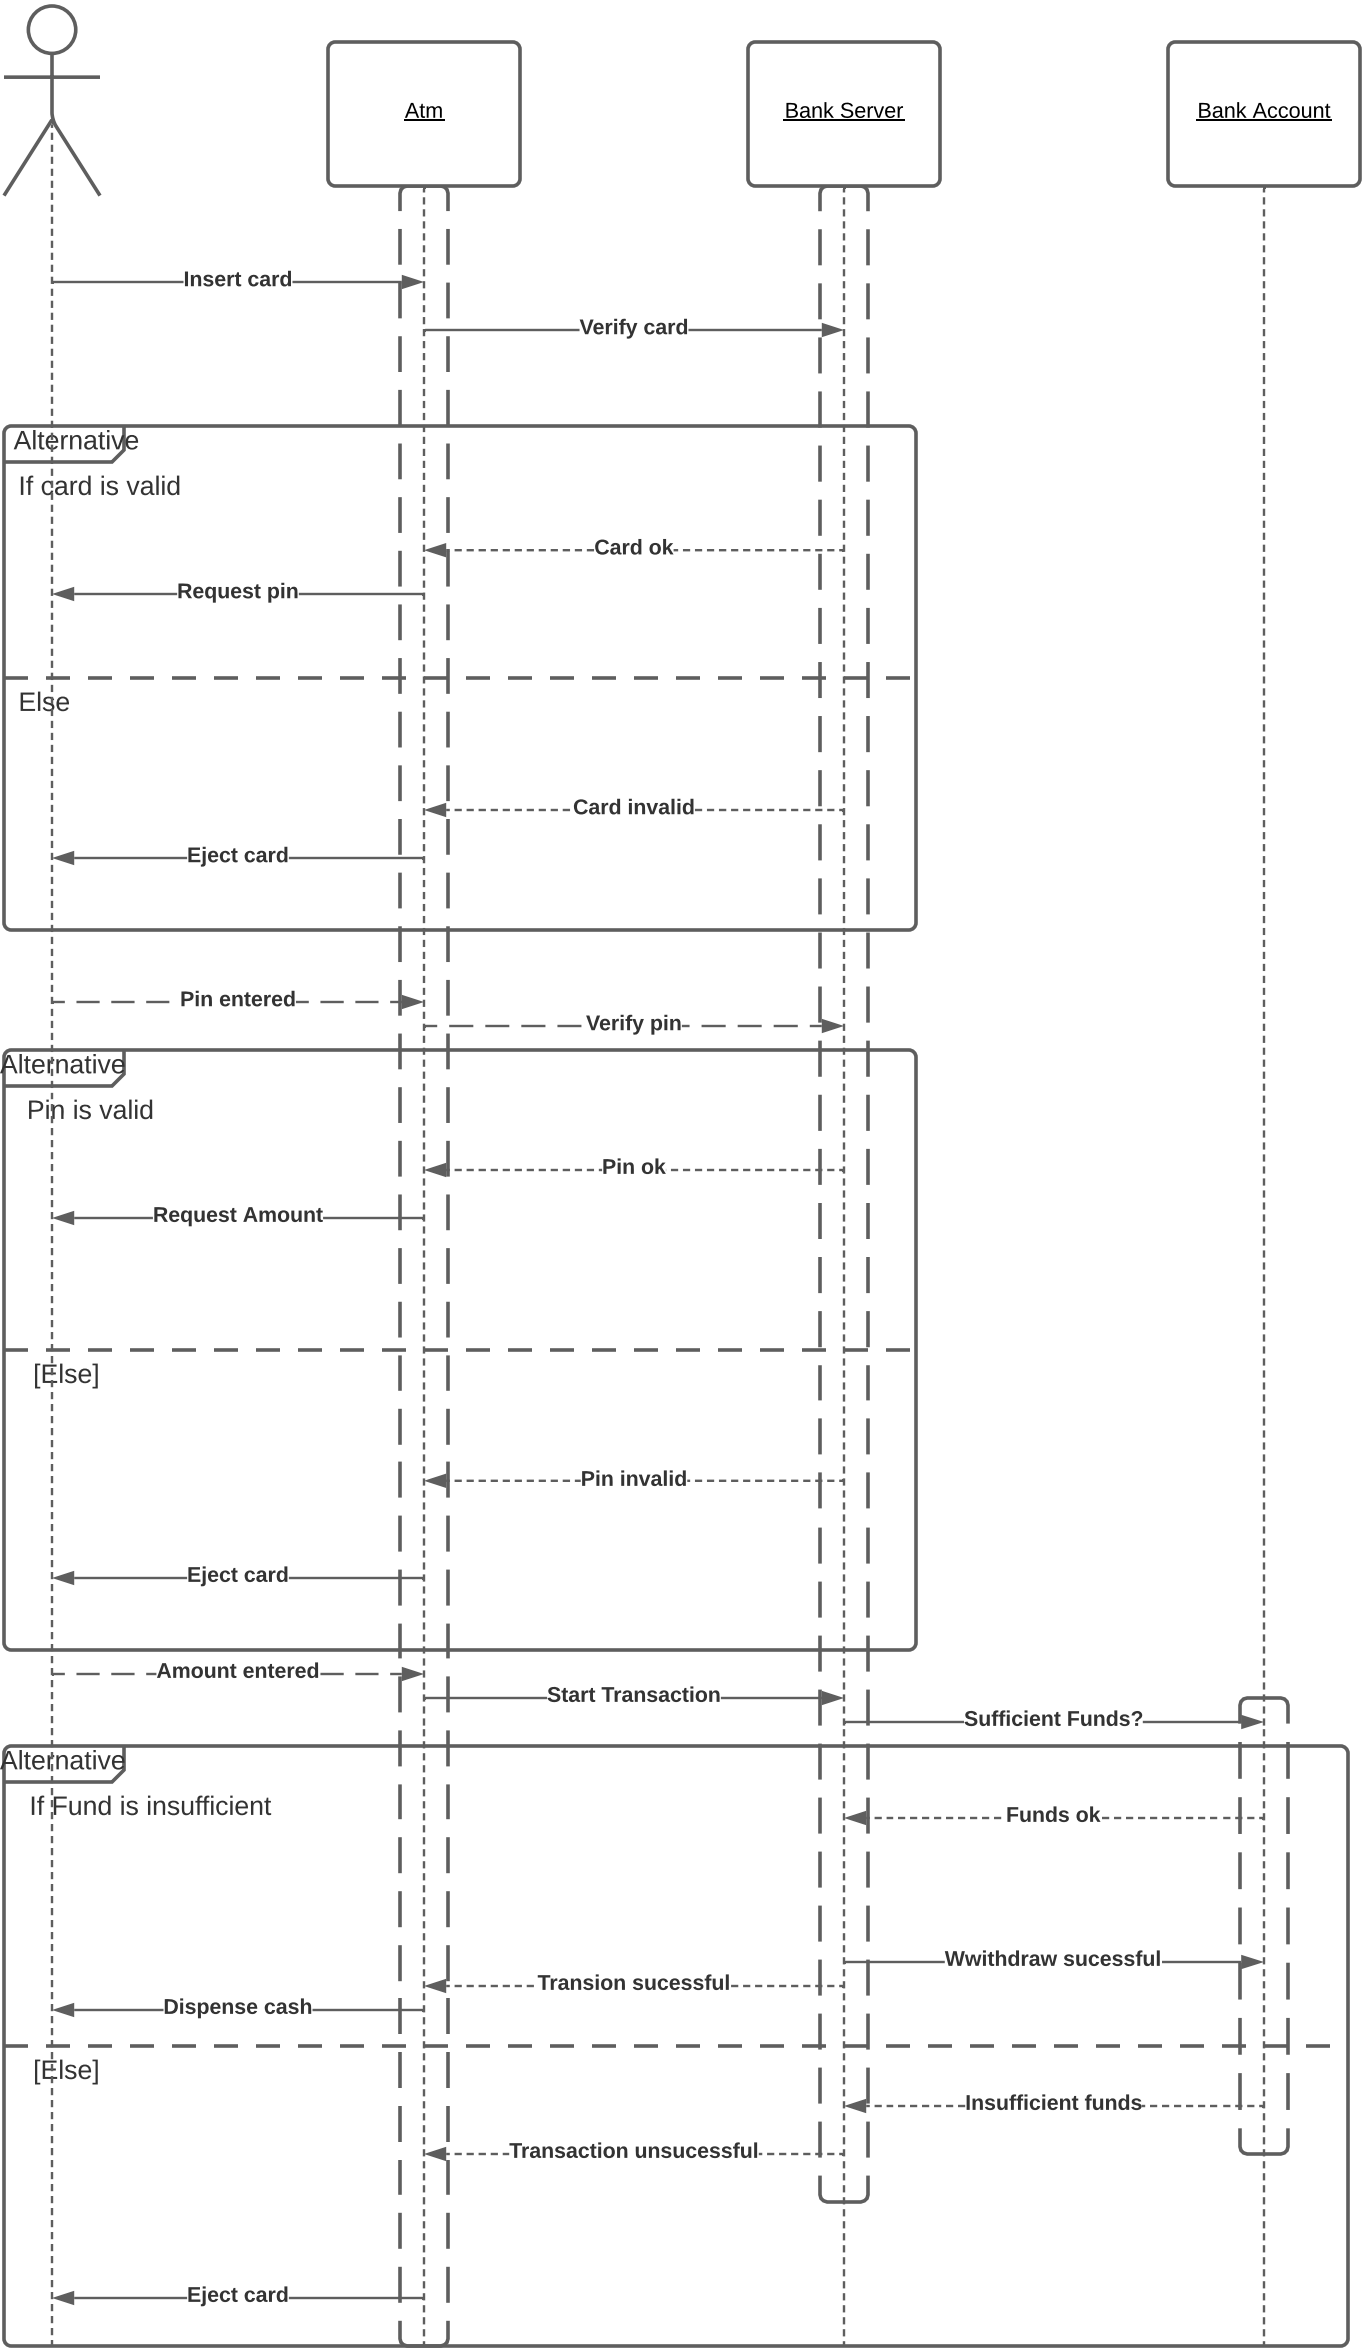 Atm
Bank Server
Bank Account
Insert card
Verify card
Alternative
If card is valid
Card ok
Request pin
Else
Card invalid
Eject card
Pin entered
Verify pin
Alternative
Pin is valid
Pin ok
Request Amount
[Else]
Pin invalid
Eject card
Amount entered
Start Transaction
Sufficient Funds?
Alternative
If Fund is insufficient
Funds ok
Wwithdraw sucessful
Transion sucessful
Dispense cash
[Else]
Insufficient funds
Transaction unsucessful
Eject card